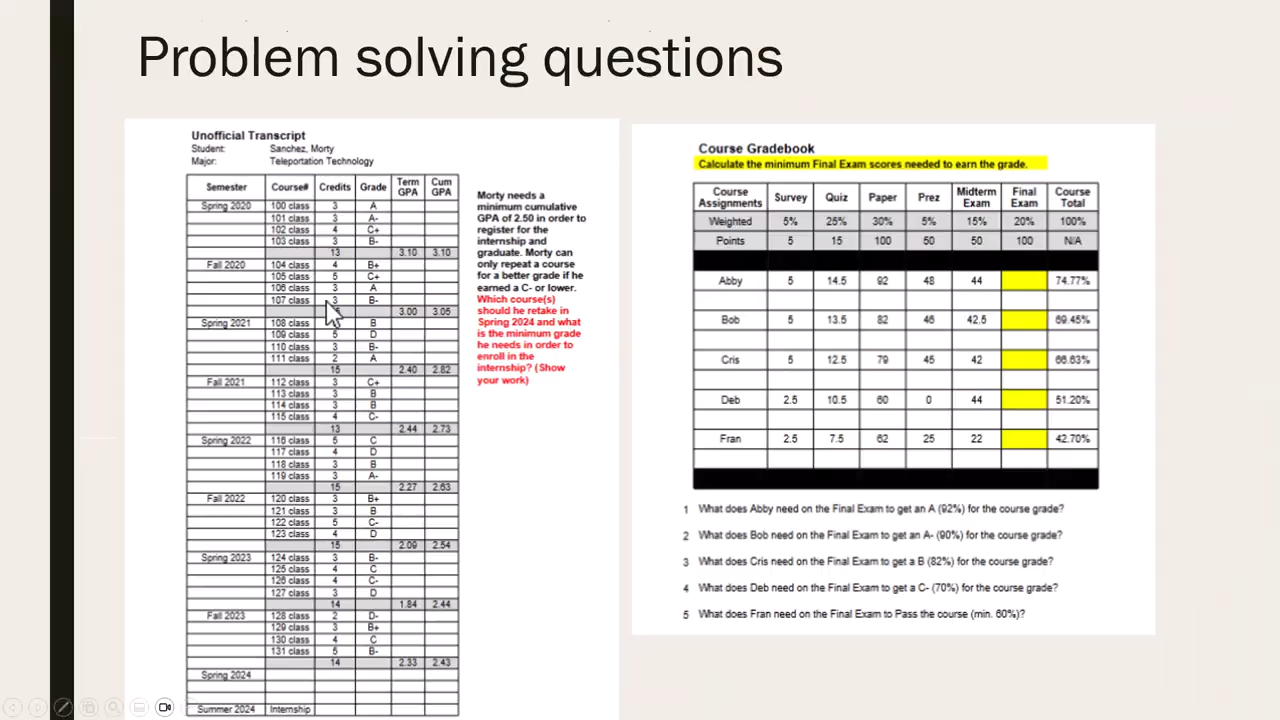 Problem solving questions
Unofficial Transcript
Student: Sanchez, Morty
Major: Teleportation Technology
Semester Course# Credits Grade Term GPA Cum GPA
Spring 2020 100 class 3 A
101 class 3 A-
102 class 4 C+
103 class 3 B-
13 3.10 3.10
Fall 2020 104 class 4 B+
105 class 5 C+
106 class 3 A
107 class 3 B-
3.00 3.05
Spring 2021 108 class B
109 class 5 D
110 class 3 B-
111 class 2 A
15 2.40 2.82
Fall 2021 112 class 3 C+
113 class 3 B
114 class 3 B
115 class 4 C-
13 2.44 2.73
Spring 2022 116 class 5 C
117 class 4 D
118 class 3 B
119 class 3 A-
15 2.27 2.63
Fall 2022 120 class 3 B+
121 class 3 B
122 class 5 C-
123 class 4 D
15 2.09 2.54
Spring 2023 124 class 3 B-
125 class 4 C
126 class 4 C-
127 class 3 D
14 1.84 2.44
Fall 2023 128 class 2 D-
129 class 3 B+
130 class 4 C
131 class 5 B-
14 2.33 2.43
Spring 2024
Summer 2024 Internship
Morty needs a
minimum cumulative
GPA of 2.50 in order to
register for the
internship and
graduate. Morty can
only repeat a course
for a better grade if he
earned a C- or lower.
Which course(s)
should he retake in
Spring 2024 and what
is the minimum grade
he needs in order to
enroll in the
internship? (Show
your work)
Course Gradebook
Calculate the minimum Final Exam scores needed to earn the grade.
Course Assignments Survey Quiz Paper Prez Midterm Exam Final Exam Course Total
Weighted 5% 25% 30% 5% 15% 20% 100%
Points 5 15 100 50 50 100 N/A
Abby 5 14.5 92 48 44 74.77%
Bob 5 13.5 82 46 42.5 69.45%
Cris 5 12.5 79 45 42 66.63%
Deb 2.5 10.5 60 0 44 51.20%
Fran 2.5 7.5 62 25 22 42.70%
1 What does Abby need on the Final Exam to get an A (92%) for the course grade?
2 What does Bob need on the Final Exam to get an A- (90%) for the course grade?
3 What does Cris need on the Final Exam to get a B (82%) for the course grade?
4 What does Deb need on the Final Exam to get a C- (70%) for the course grade?
5 What does Fran need on the Final Exam to Pass the course (min. 60%)?